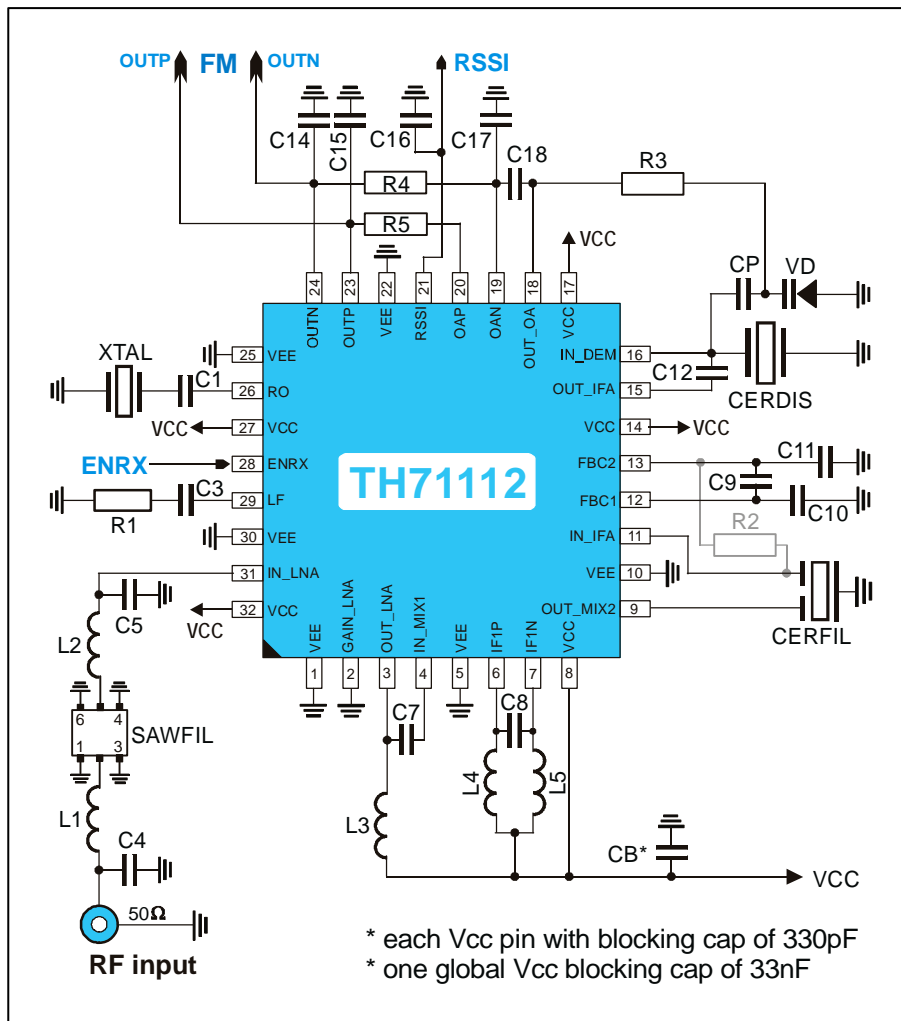 OUTP FM OUTN RSSI
C14 C15 C16 C17 C18 R3
R4
R5
VCC
CP VD
24 23 22 21 20 19 18 17
OUTN OUTP VEE RSSI OAP OAN OUT_OA VCC
XTAL
25 VEE IN_DEM 16
C1 C12
26 RO OUT_IFA 15
CERDIS
VCC 27 VCC VCC 14 VCC
ENRX 28 ENRX FBC2 13 C11
TH71112
C3 C9
29 LF FBC1 12 C10
R1
R2
30 VEE IN_IFA 11
31 IN_LNA VEE 10
C5
VCC 32 VCC OUT_MIX2 9
CERFIL
L2
VEE GAIN_LNA OUT_LNA IN_MIX1 VEE IF1P IF1N VCC
1 2 3 4 5 6 7 8
6 4
1 3
SAWFIL
C7 C8
L4 L5
L1 L3
C4 CB*
VCC
50Ω
RF input
* each Vcc pin with blocking cap of 330pF
* one global Vcc blocking cap of 33nF